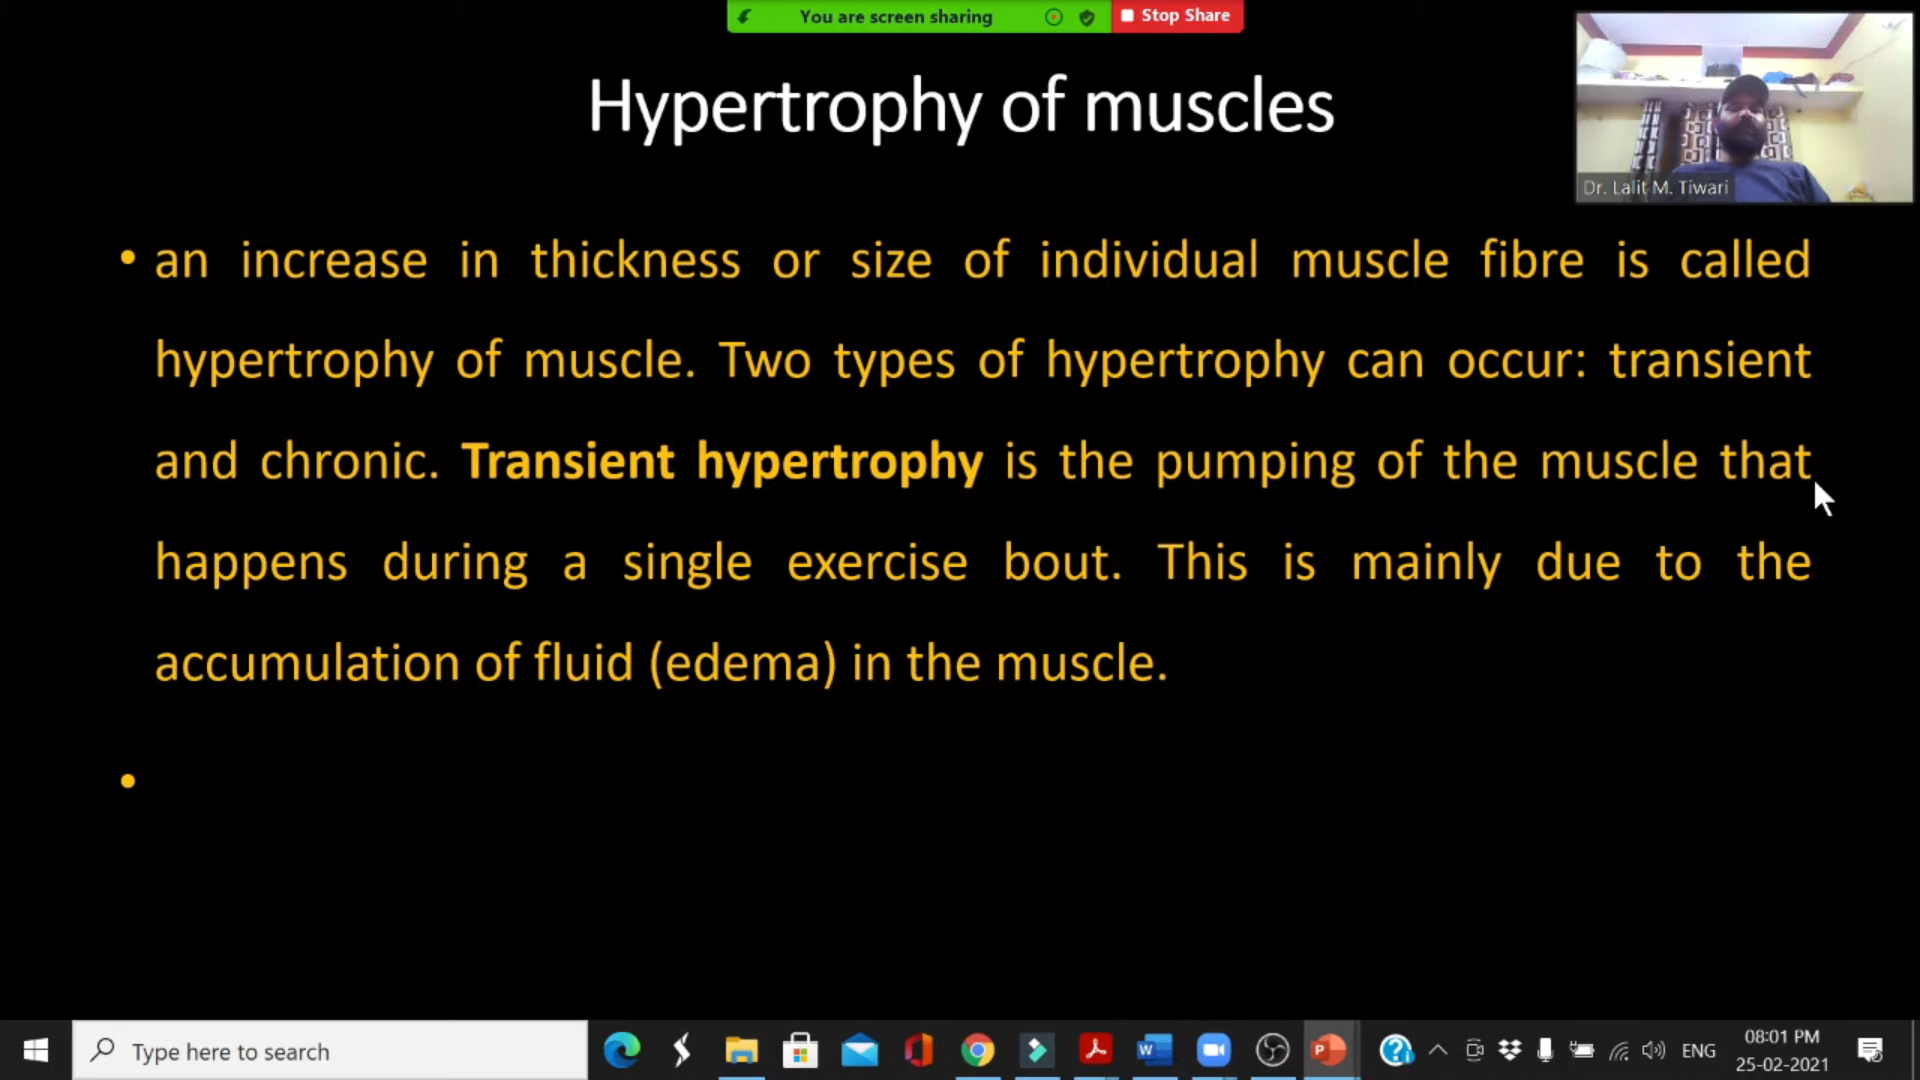 You are screen sharing
Stop Share
Hypertrophy of muscles
Dr. Lalit M. Tiwari
• an increase in thickness or size of individual muscle fibre is called
hypertrophy of muscle. Two types of hypertrophy can occur: transient
and chronic. Transient hypertrophy is the pumping of the muscle that
happens during a single exercise bout. This is mainly due to the
accumulation of fluid (edema) in the muscle.
•
Type here to search
ENG
08:01 PM
25-02-2021